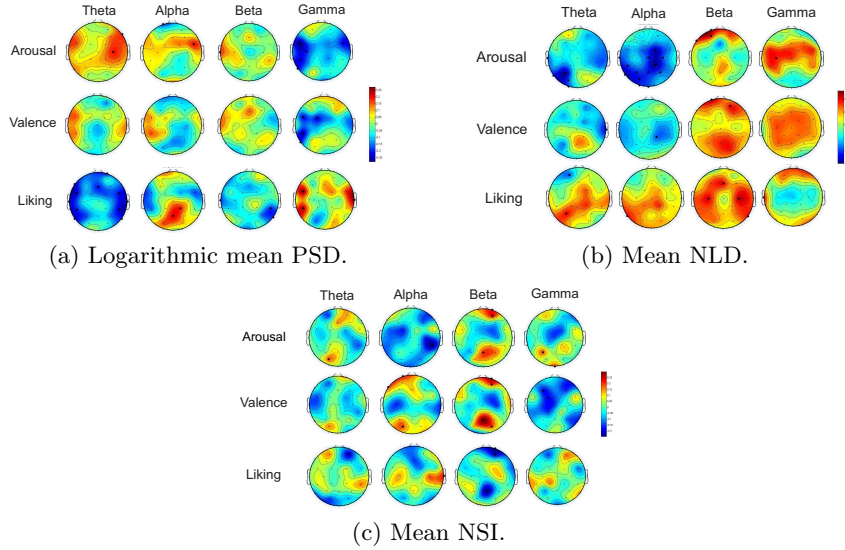 Theta Alpha Beta Gamma
Arousal
Valence
Liking
(a) Logarithmic mean PSD.
Theta Alpha Beta Gamma
Arousal
Valence
Liking
(b) Mean NLD.
Theta Alpha Beta Gamma
Arousal
Valence
Liking
(c) Mean NSI.